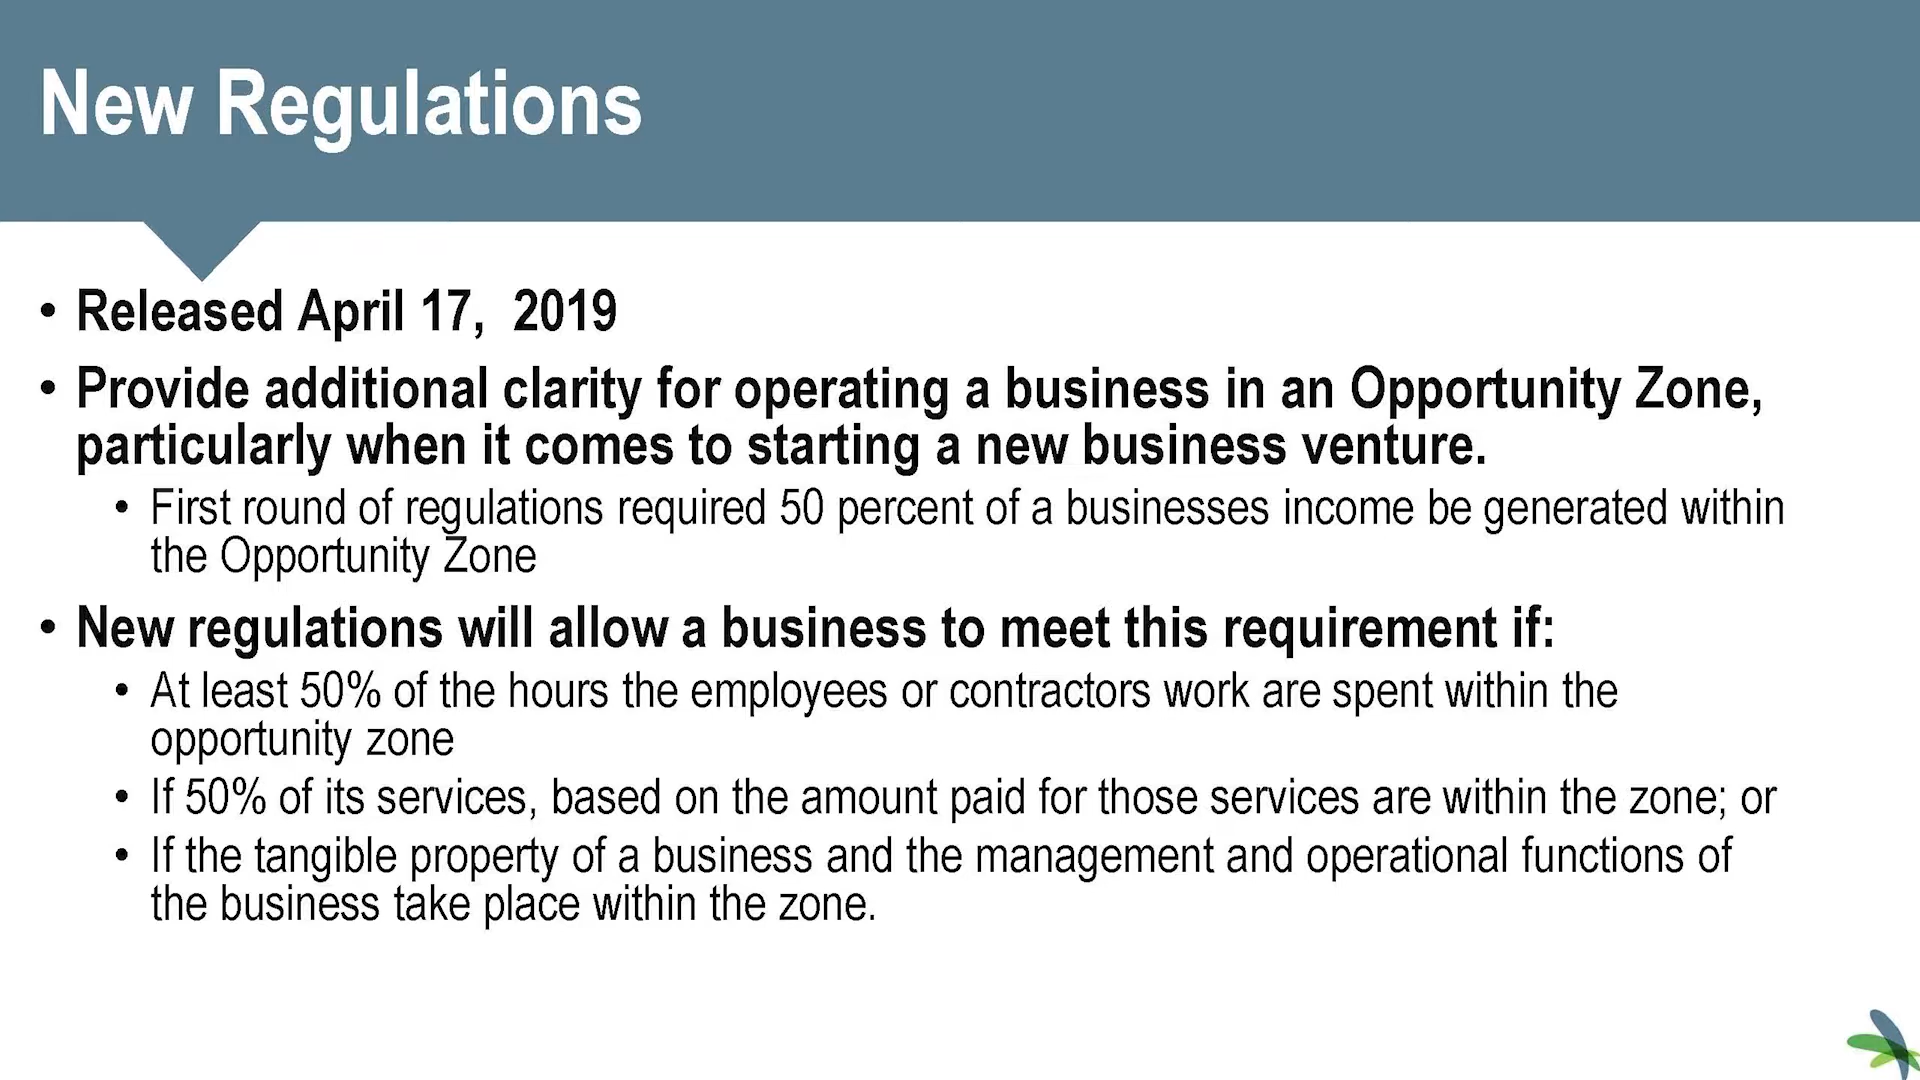 New Regulations
• Released April 17,  2019
• Provide additional clarity for operating a business in an Opportunity Zone,
particularly when it comes to starting a new business venture.
• First round of regulations required 50 percent of a businesses income be generated within
the Opportunity Zone
• New regulations will allow a business to meet this requirement if:
• At least 50% of the hours the employees or contractors work are spent within the
opportunity zone
• If 50% of its services, based on the amount paid for those services are within the zone; or
• If the tangible property of a business and the management and operational functions of
the business take place within the zone.